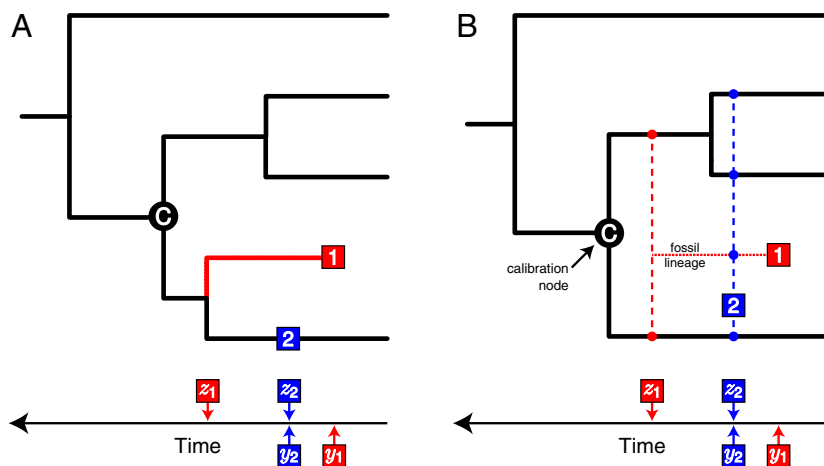 A
C
1
2
z1
z2
Time
y2
y1
B
C
calibration
node
fossil
lineage
1
2
z1
z2
Time
y2
y1